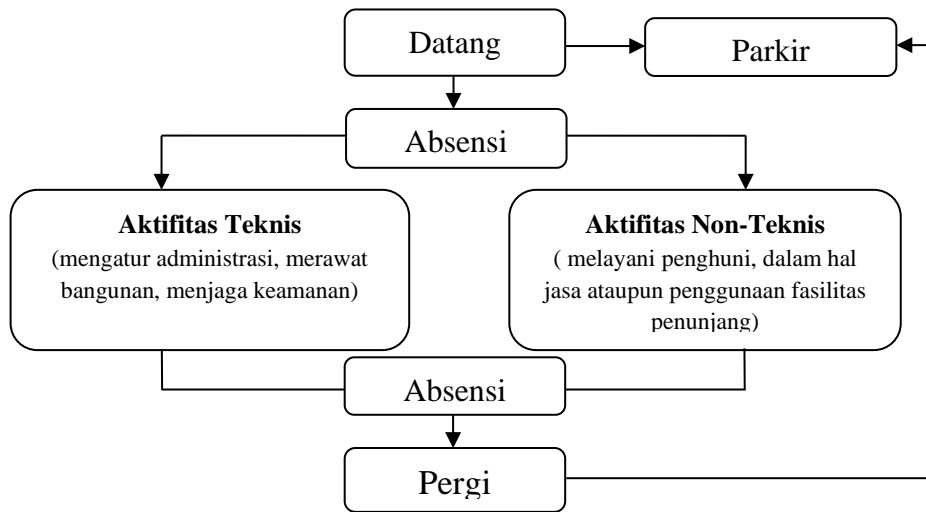 Datang
Parkir
Absensi
Aktifitas Teknis
(mengatur administrasi, merawat
bangunan, menjaga keamanan)
Aktifitas Non-Teknis
( melayani penghuni, dalam hal
jasa ataupun penggunaan fasilitas
penunjang)
Absensi
Pergi